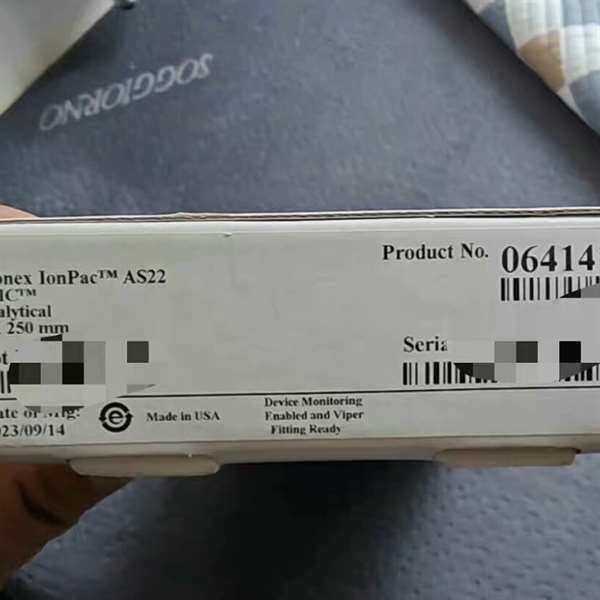 SOGGIORNO
onex IonPac™ AS22
IC™
alytical
250 mm
Product No. 06414
Seria
ate of Mfg:
023/09/14
Made in USA
Device Monitoring
Enabled and Viper
Fitting Ready